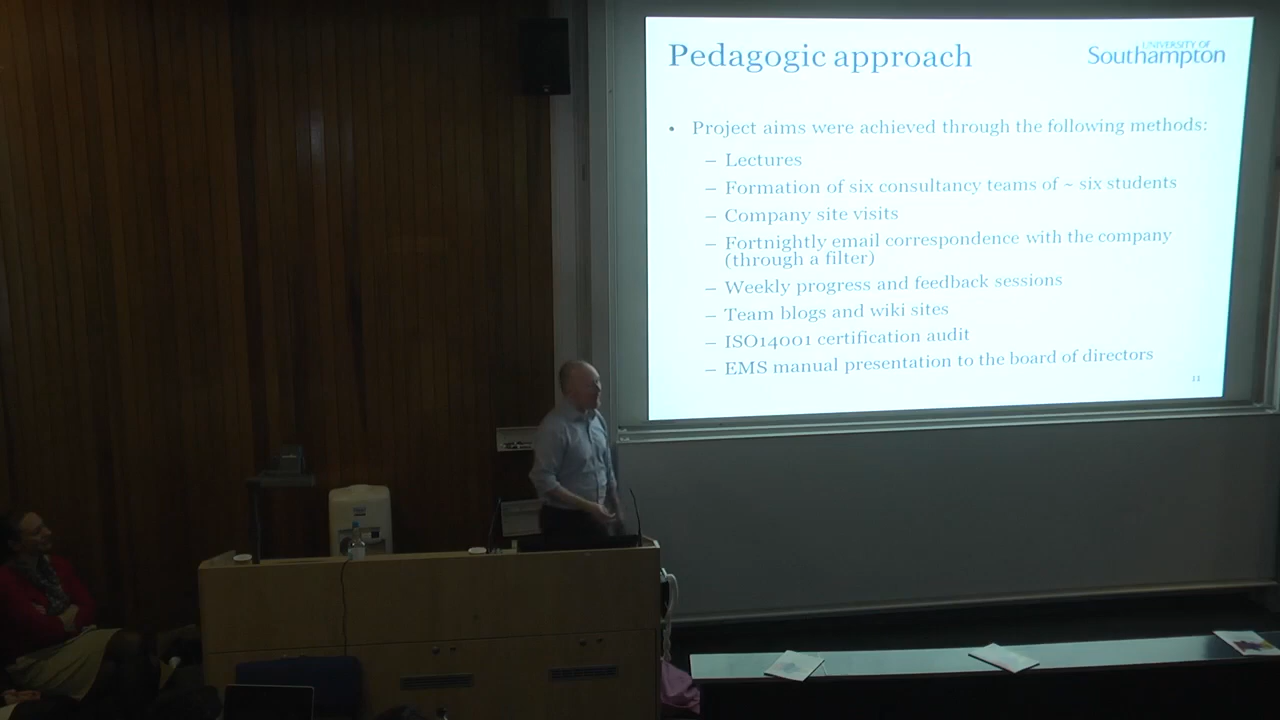 Pedagogic approach
UNIVERSITY OF
Southampton
• Project aims were achieved through the following methods:
– Lectures
– Formation of six consultancy teams of ~ six students
– Company site visits
– Fortnightly email correspondence with the company
(through a filter)
– Weekly progress and feedback sessions
– Team blogs and wiki sites
– ISO14001 certification audit
– EMS manual presentation to the board of directors